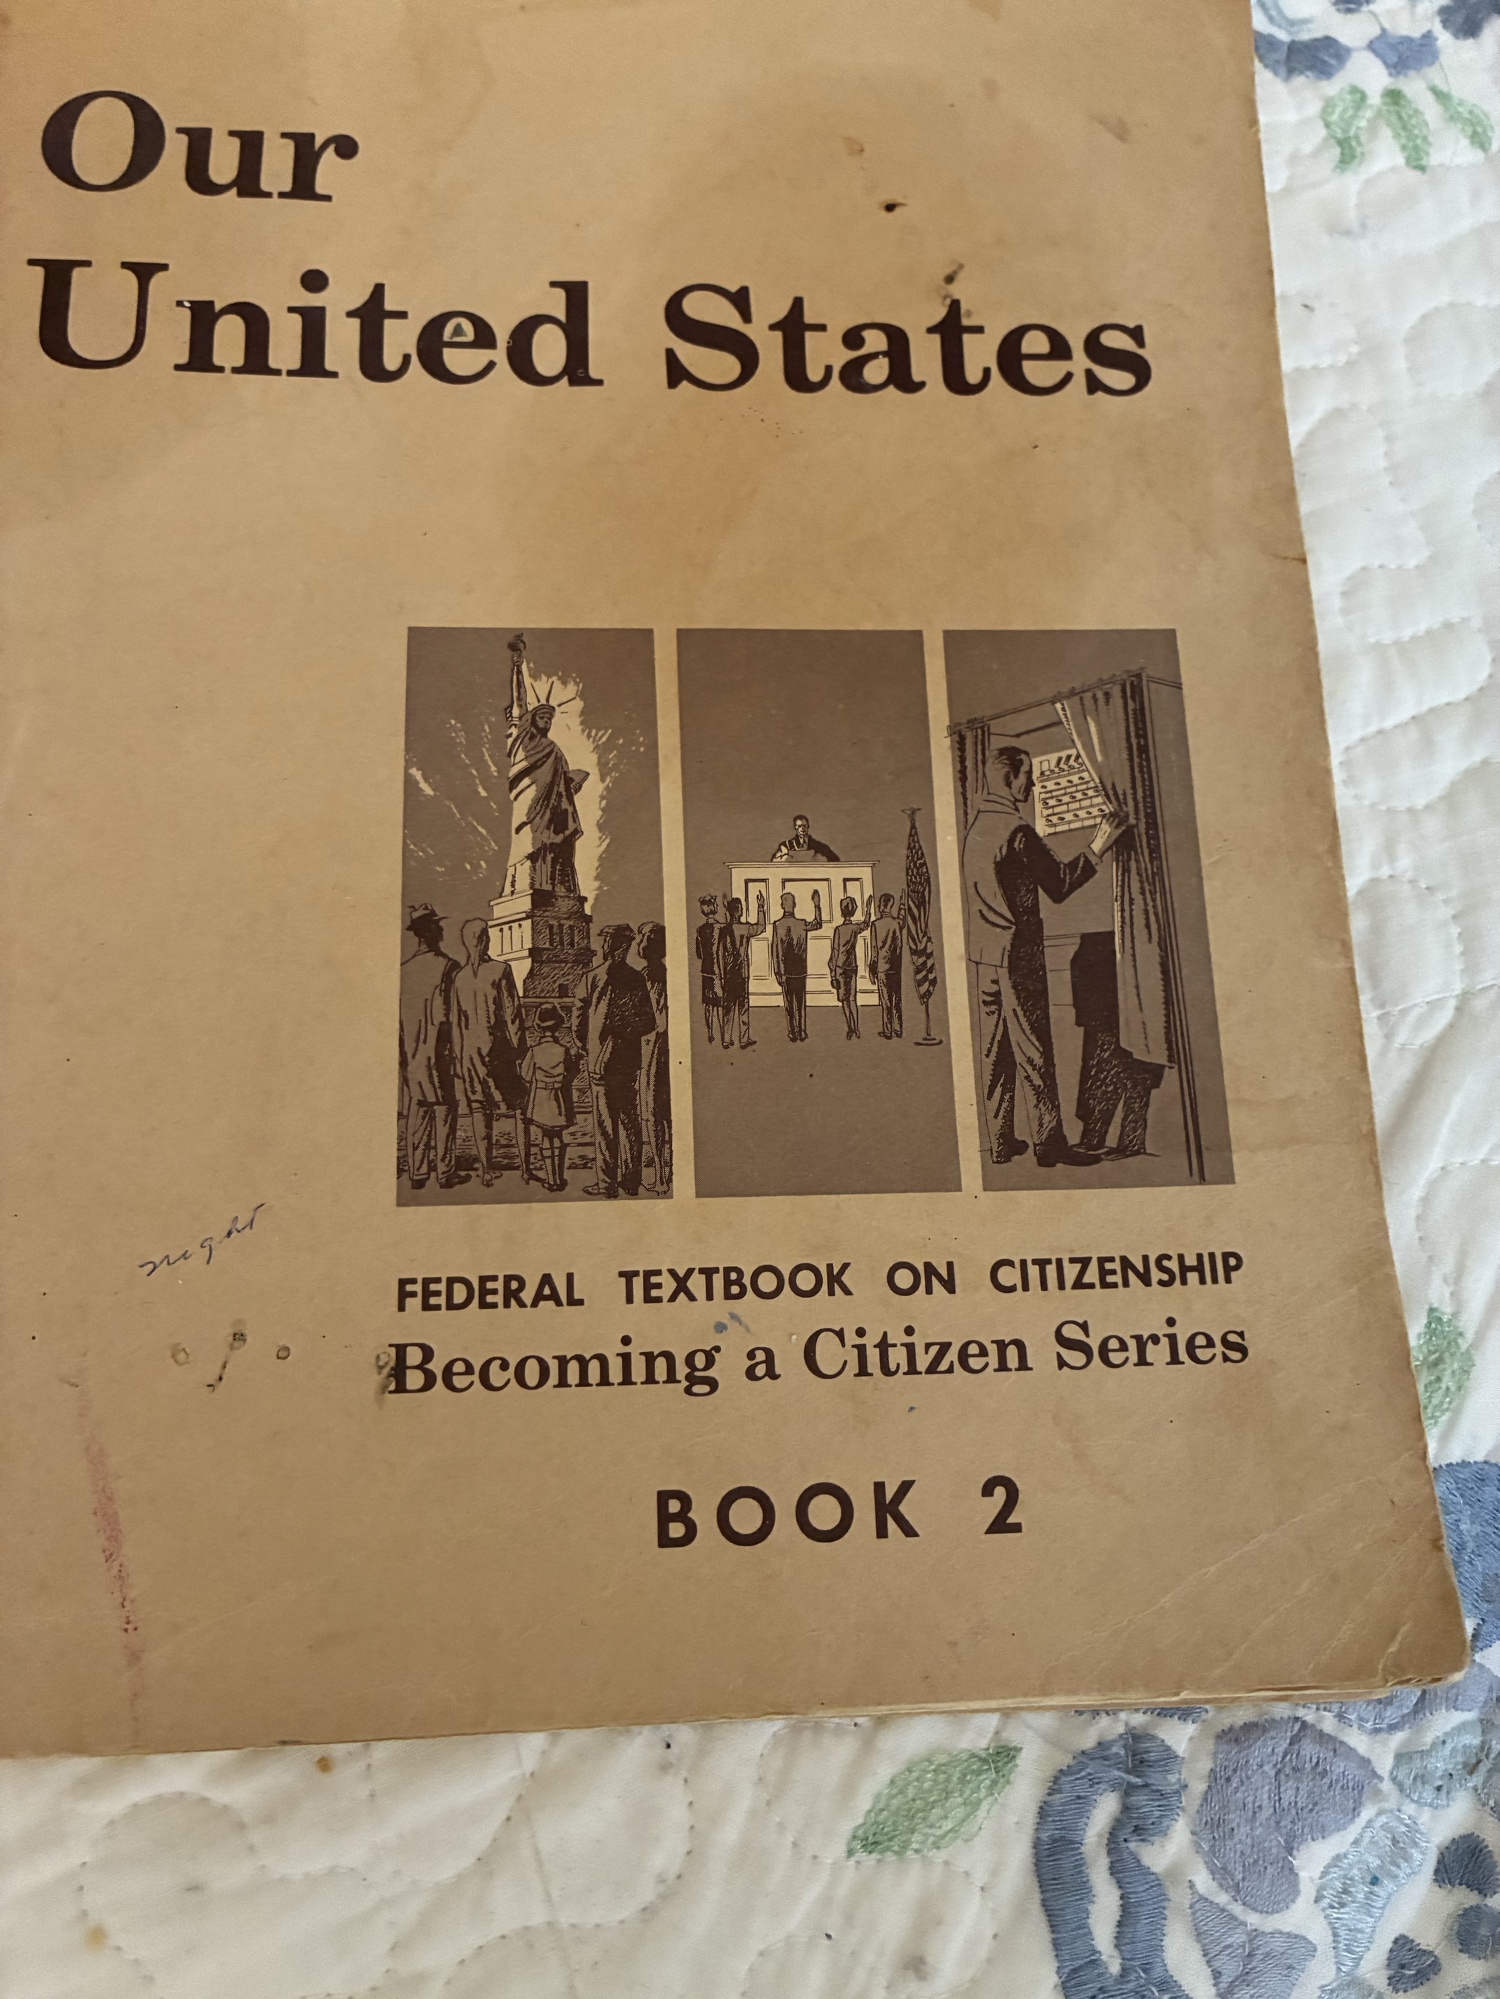 Our
United States
night
FEDERAL TEXTBOOK ON CITIZENSHIP
Becoming a Citizen Series
BOOK 2